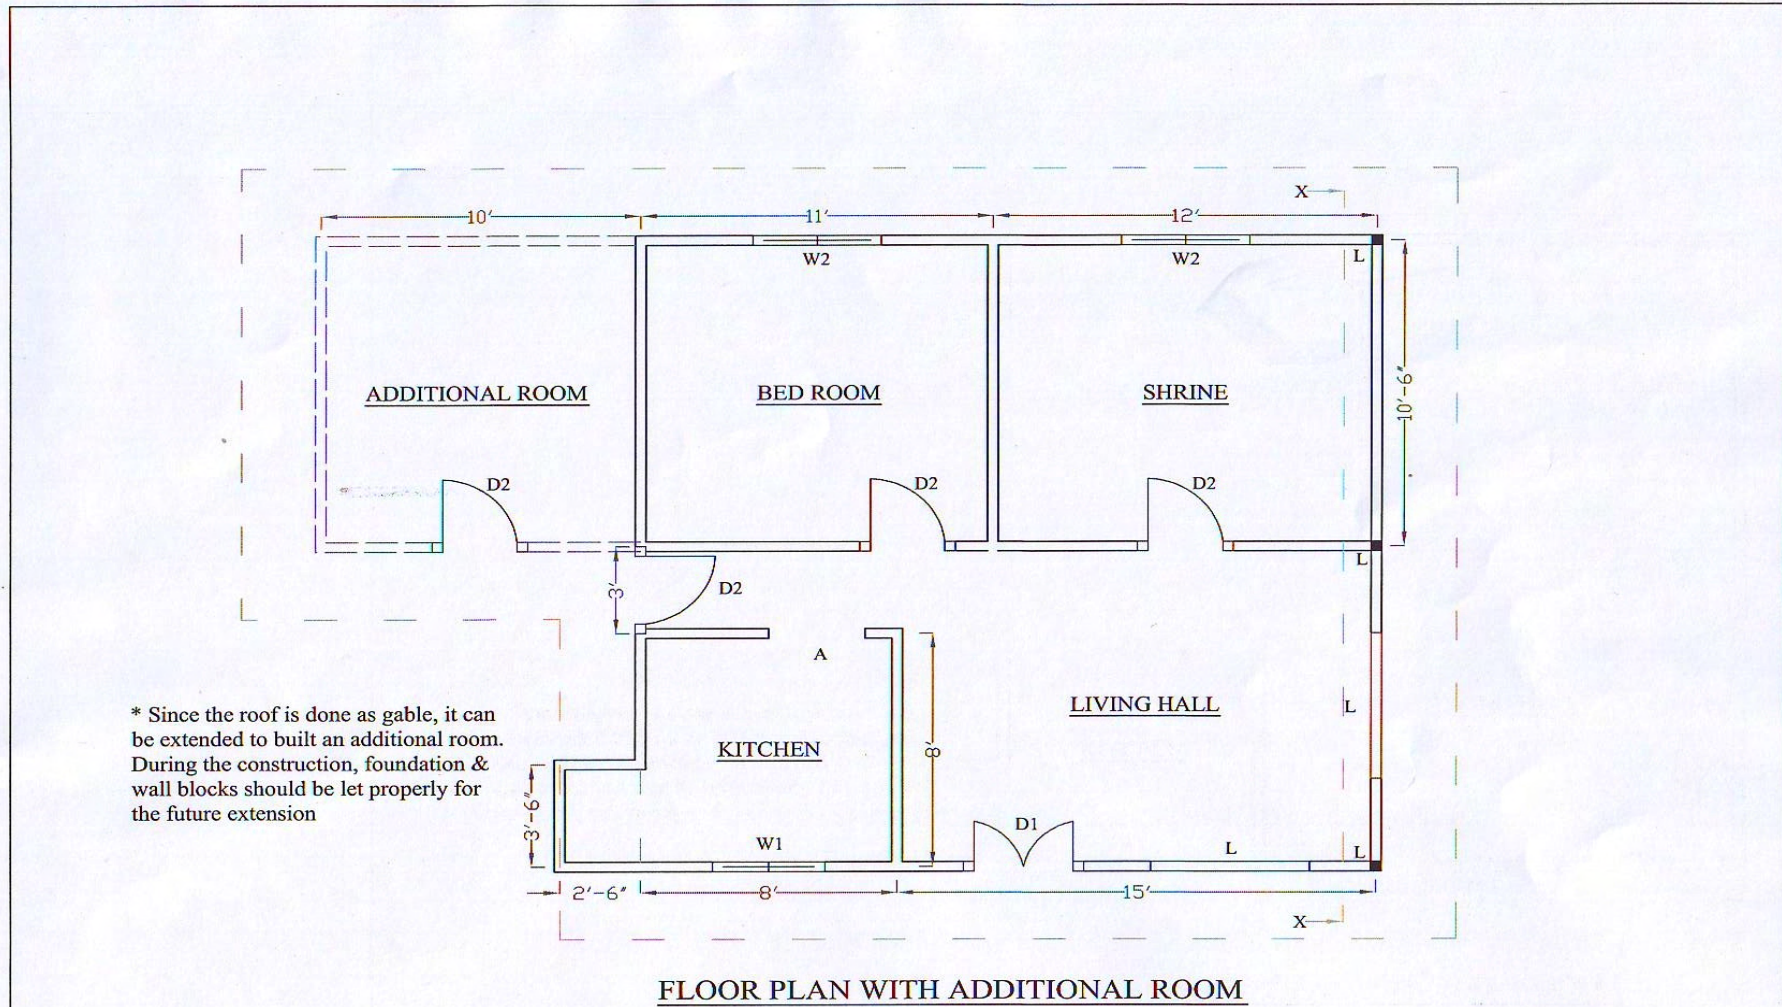 X
10' 11' 12'
W2 W2 L
ADDITIONAL ROOM BED ROOM SHRINE
10'-6"
D2 D2 D2
L
3' D2
A
LIVING HALL L
* Since the roof is done as gable, it can
be extended to built an additional room.
During the construction, foundation &
wall blocks should be let properly for
the future extension
KITCHEN 8'
3'-6" W1 D1 L L
2'-6" 8' 15'
X
FLOOR PLAN WITH ADDITIONAL ROOM